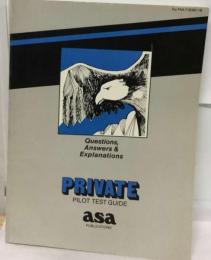 Questions,
Answers &
Explanations
PRIVATE
PILOT TEST GUIDE
asa
PUBLICATIONS